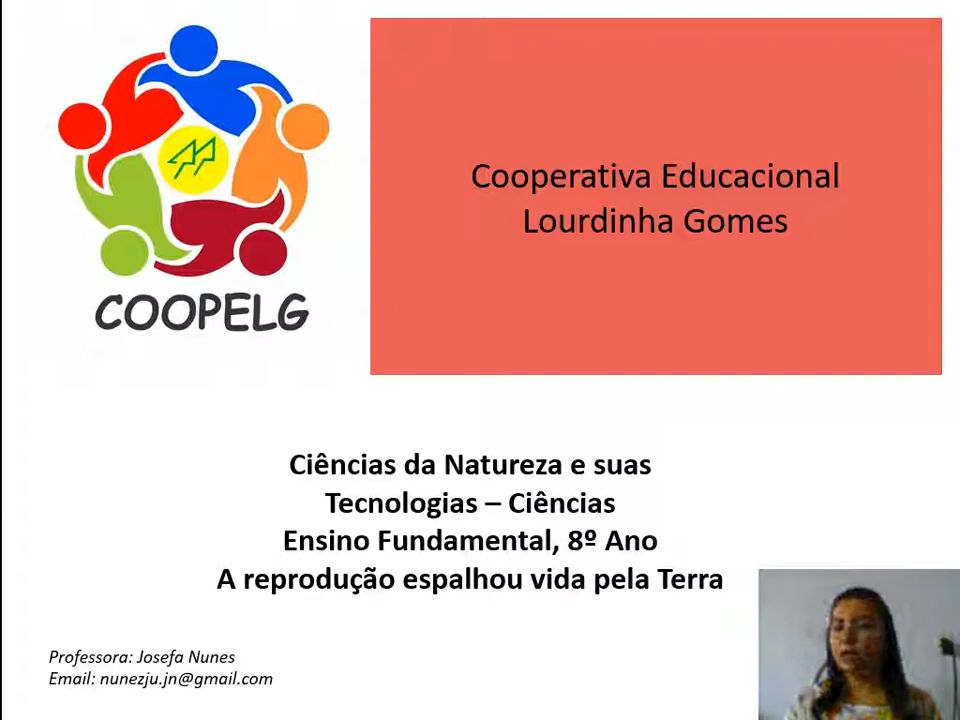 COOPELG
Cooperativa Educacional
Lourdinha Gomes
Ciências da Natureza e suas
Tecnologias – Ciências
Ensino Fundamental, 8º Ano
A reprodução espalhou vida pela Terra
Professora: Josefa Nunes
Email: nunezju.jn@gmail.com